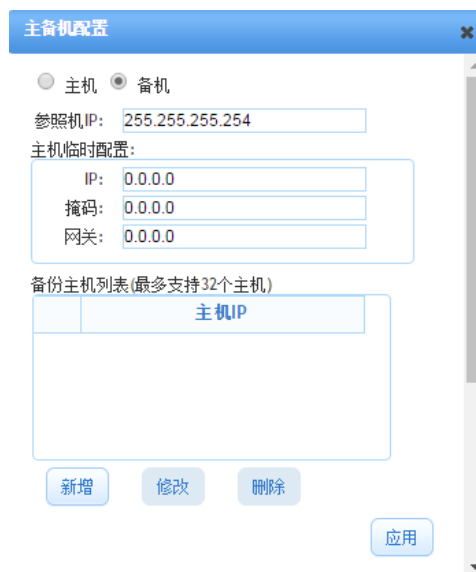 主备机配置
主机 备机
参照机IP: 255.255.255.254
主机临时配置:
IP: 0.0.0.0
掩码: 0.0.0.0
网关: 0.0.0.0
备份主机列表(最多支持32个主机)
主机IP
新增 修改 删除
应用